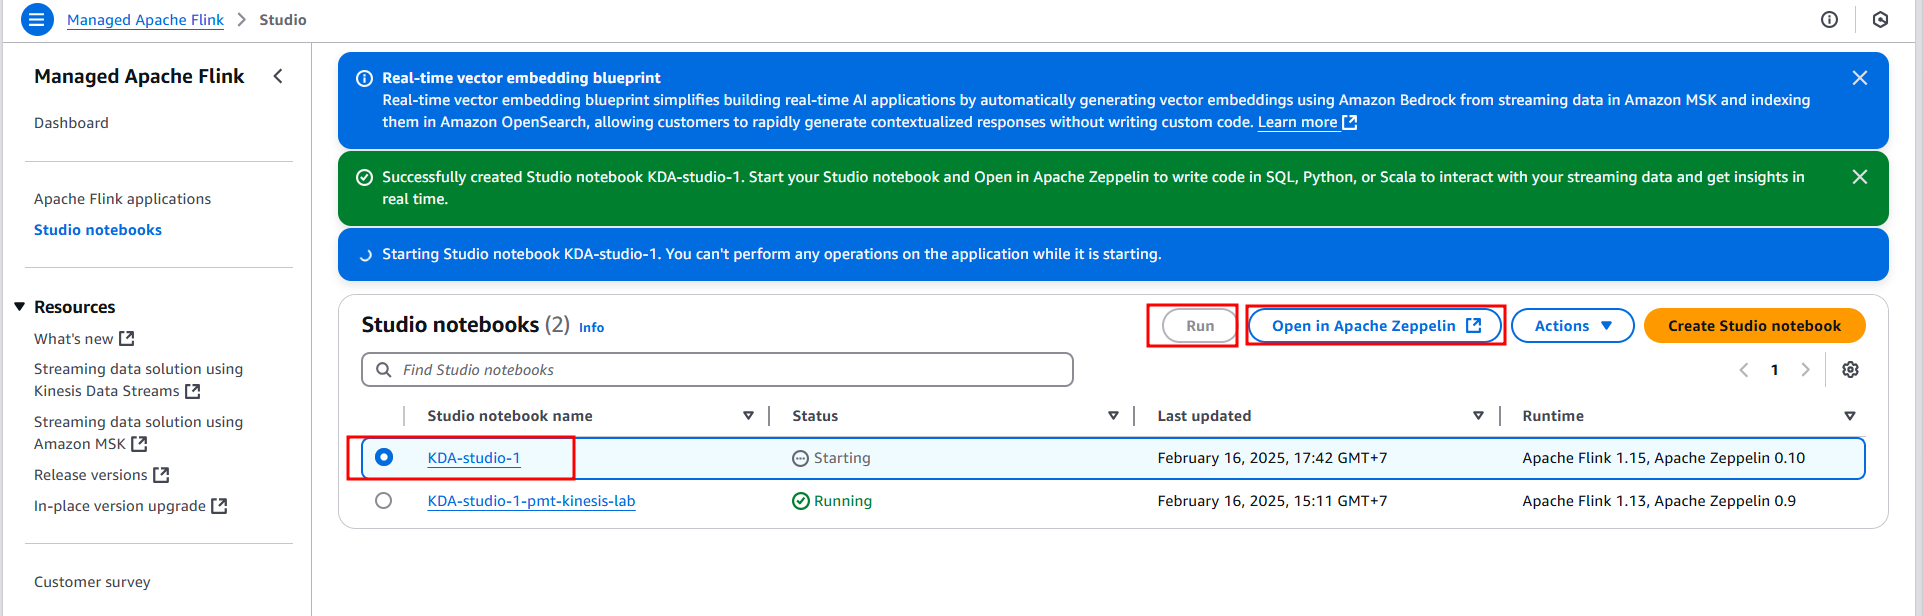 Managed Apache Flink > Studio
Managed Apache Flink
Dashboard
Apache Flink applications
Studio notebooks
Resources
What's new
Streaming data solution using
Kinesis Data Streams
Streaming data solution using
Amazon MSK
Release versions
In-place version upgrade
Customer survey
Real-time vector embedding blueprint
Real-time vector embedding blueprint simplifies building real-time AI applications by automatically generating vector embeddings using Amazon Bedrock from streaming data in Amazon MSK and indexing
them in Amazon OpenSearch, allowing customers to rapidly generate contextualized responses without writing custom code. Learn more
Successfully created Studio notebook KDA-studio-1. Start your Studio notebook and Open in Apache Zeppelin to write code in SQL, Python, or Scala to interact with your streaming data and get insights in
real time.
Starting Studio notebook KDA-studio-1. You can't perform any operations on the application while it is starting.
Studio notebooks (2) Info
Run
Open in Apache Zeppelin
Actions
Create Studio notebook
Find Studio notebooks
1
Studio notebook name Status Last updated Runtime
KDA-studio-1 Starting February 16, 2025, 17:42 GMT+7 Apache Flink 1.15, Apache Zeppelin 0.10
KDA-studio-1-pmt-kinesis-lab Running February 16, 2025, 15:11 GMT+7 Apache Flink 1.13, Apache Zeppelin 0.9